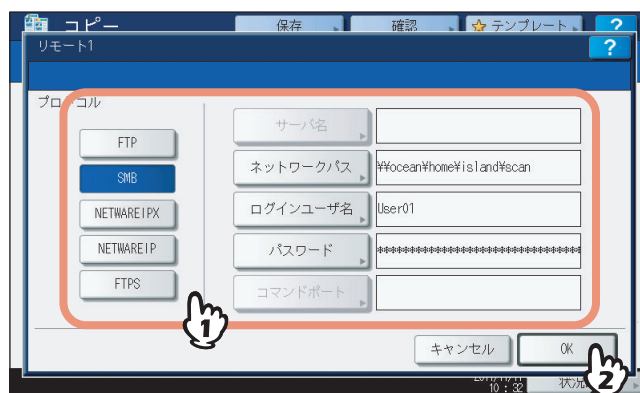 コピー
保存
確認
テンプレート
?
リモート1
?
プロトコル
FTP
SMB
NETWAREIPX
NETWAREIP
FTPS
サーバ名
ネットワークパス
¥¥ocean¥home¥island¥scan
ログインユーザ名
User01
パスワード
**********************************
コマンドポート
1
キャンセル
OK
2
10:32
状況